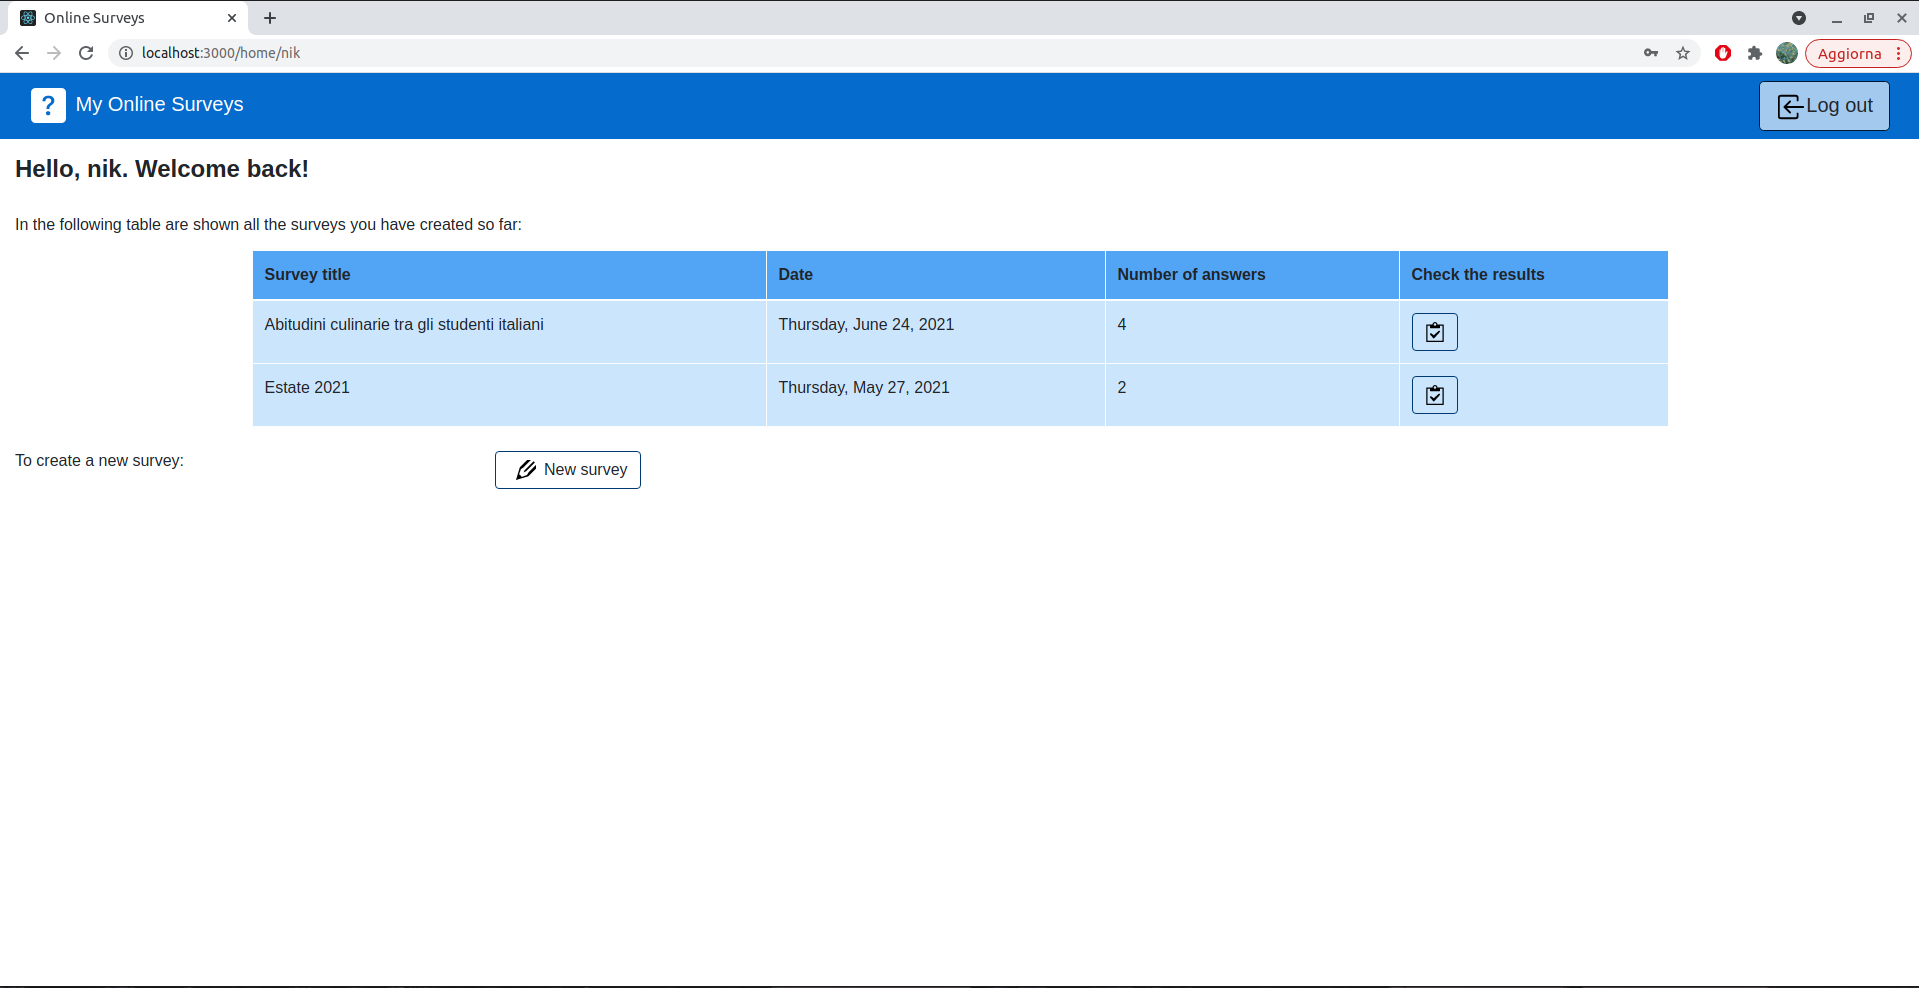 Online Surveys
localhost:3000/home/nik
Aggiorna
? My Online Surveys
Log out
Hello, nik. Welcome back!
In the following table are shown all the surveys you have created so far:
Survey title Date Number of answers Check the results
Abitudini culinarie tra gli studenti italiani Thursday, June 24, 2021 4
Estate 2021 Thursday, May 27, 2021 2
To create a new survey: New survey